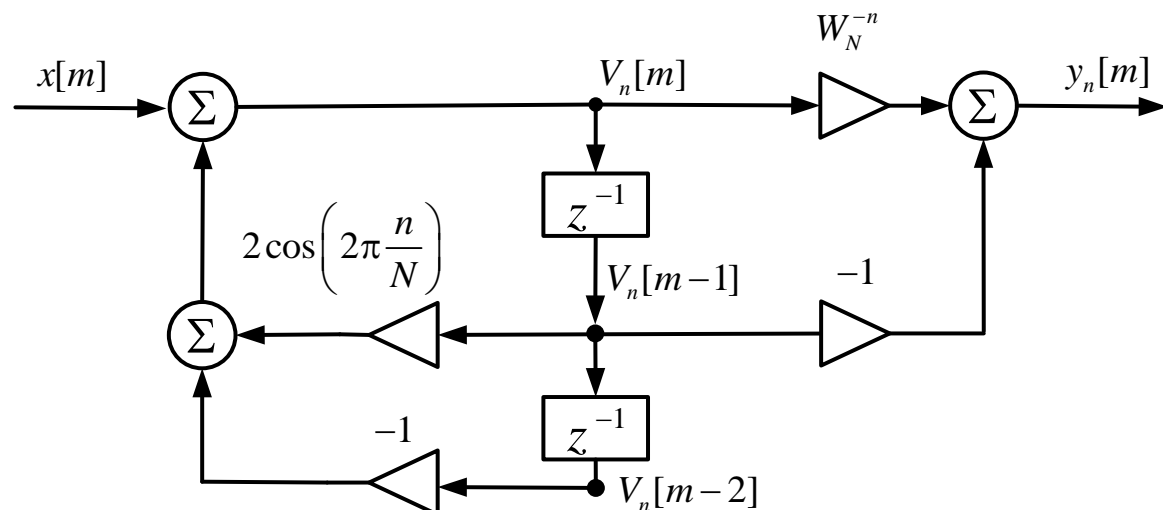 W_N^{-n}
x[m]
V_n[m]
y_n[m]
Σ
Σ
z^{-1}
2cos(2π n/N)
V_n[m−1]
−1
Σ
z^{-1}
−1
V_n[m−2]